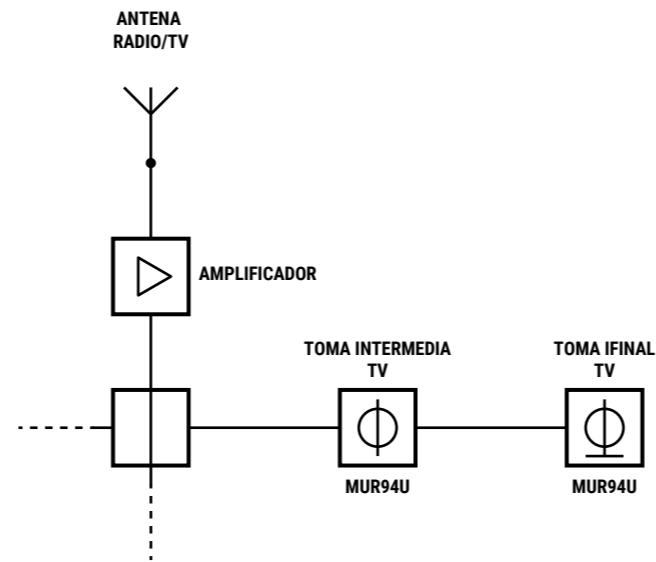 ANTENA
RADIO/TV
AMPLIFICADOR
TOMA INTERMEDIA
TV
MUR94U
TOMA IFINAL
TV
MUR94U